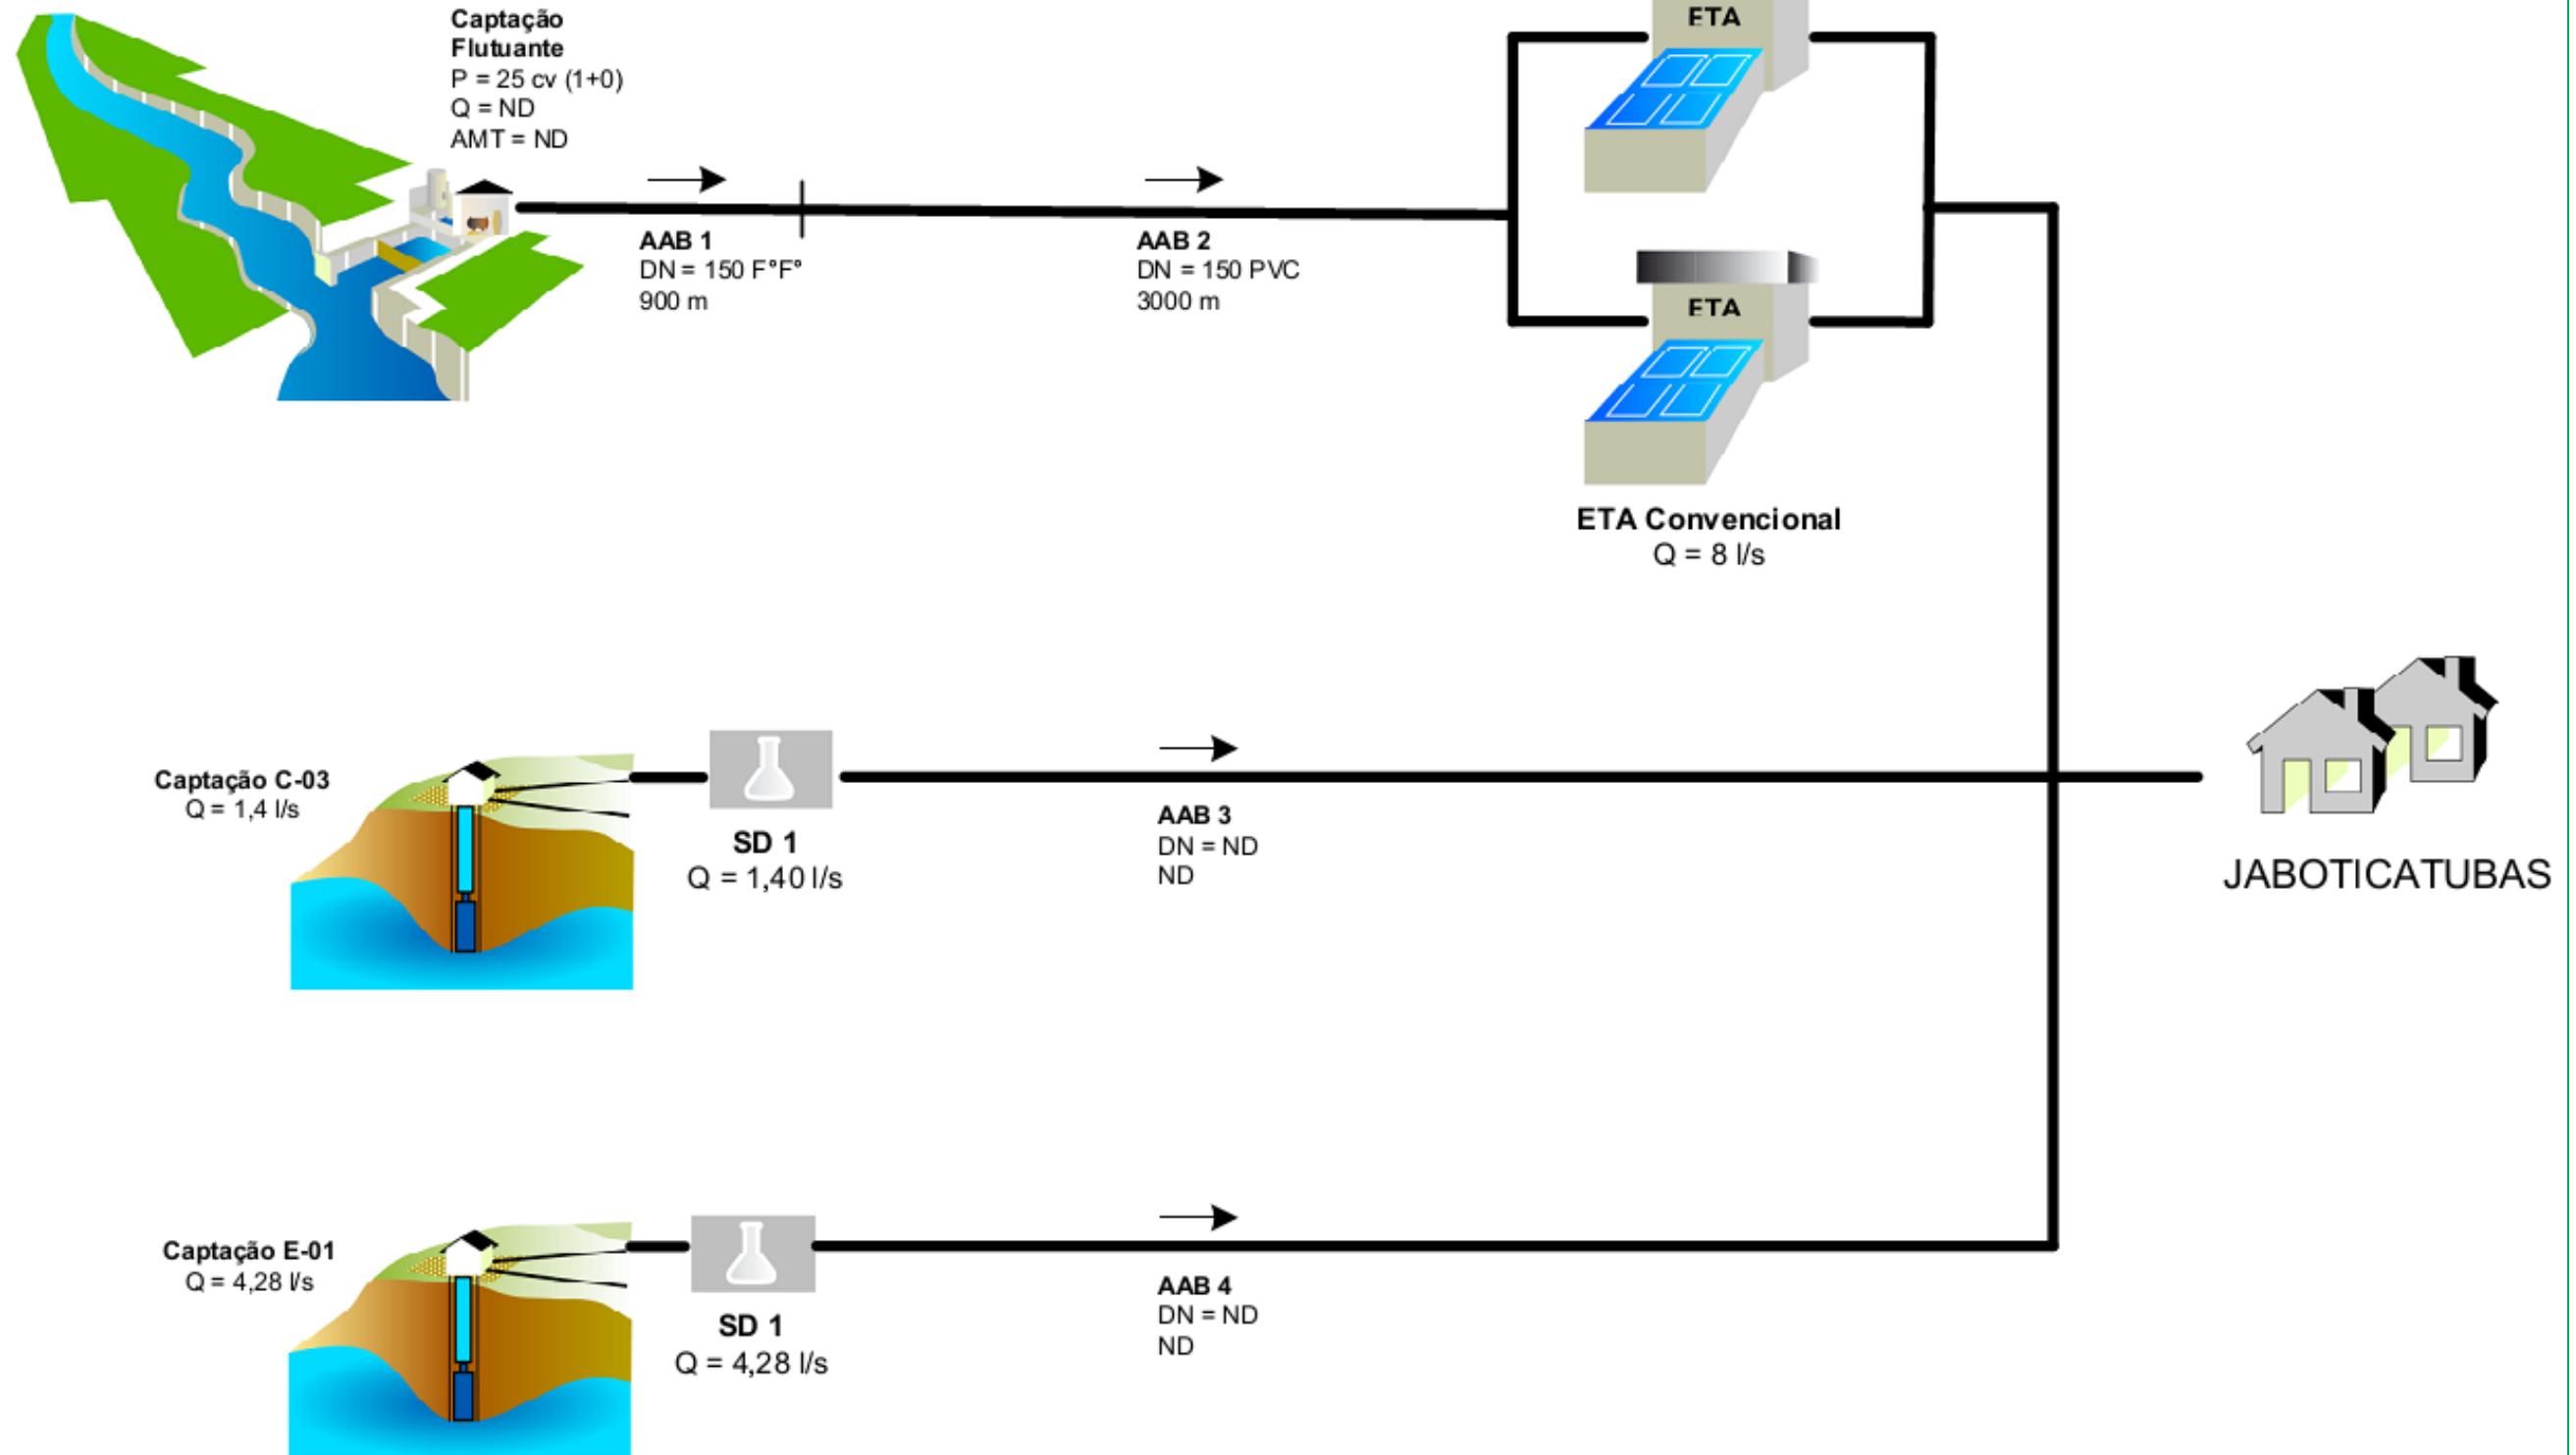 Captação
Flutuante
P = 25 cv (1+0)
Q = ND
AMT = ND
AAB 1
DN = 150 F°F°
900 m
AAB 2
DN = 150 PVC
3000 m
ETA
ETA
ETA Convencional
Q = 8 l/s
Captação C-03
Q = 1,4 l/s
SD 1
Q = 1,40 l/s
AAB 3
DN = ND
ND
JABOTICATUBAS
Captação E-01
Q = 4,28 l/s
SD 1
Q = 4,28 l/s
AAB 4
DN = ND
ND